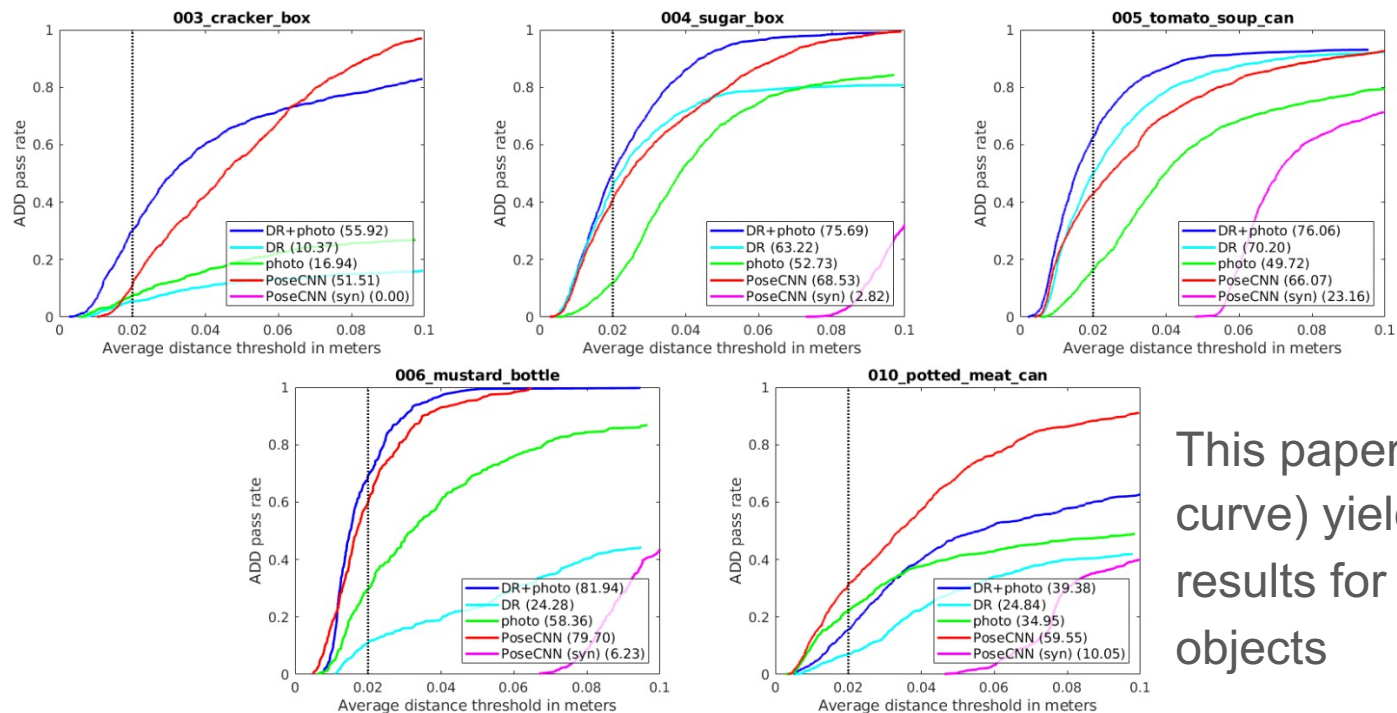 003_cracker_box
1
0.8
0.6
0.4
0.2
0
0
0.02
0.04
0.06
0.08
0.1
ADD pass rate
Average distance threshold in meters
DR+photo (55.92)
DR (10.37)
photo (16.94)
PoseCNN (51.51)
PoseCNN (syn) (0.00)
004_sugar_box
1
0.8
0.6
0.4
0.2
0
0
0.02
0.04
0.06
0.08
0.1
ADD pass rate
Average distance threshold in meters
DR+photo (75.69)
DR (63.22)
photo (52.73)
PoseCNN (68.53)
PoseCNN (syn) (2.82)
005_tomato_soup_can
1
0.8
0.6
0.4
0.2
0
0
0.02
0.04
0.06
0.08
0.1
ADD pass rate
Average distance threshold in meters
DR+photo (76.06)
DR (70.20)
photo (49.72)
PoseCNN (66.07)
PoseCNN (syn) (23.16)
006_mustard_bottle
1
0.8
0.6
0.4
0.2
0
0
0.02
0.04
0.06
0.08
0.1
ADD pass rate
Average distance threshold in meters
DR+photo (81.94)
DR (24.28)
photo (58.36)
PoseCNN (79.70)
PoseCNN (syn) (6.23)
010_potted_meat_can
1
0.8
0.6
0.4
0.2
0
0
0.02
0.04
0.06
0.08
0.1
ADD pass rate
Average distance threshold in meters
DR+photo (39.38)
DR (24.84)
photo (34.95)
PoseCNN (59.55)
PoseCNN (syn) (10.05)
This paper
curve)
results for
objects